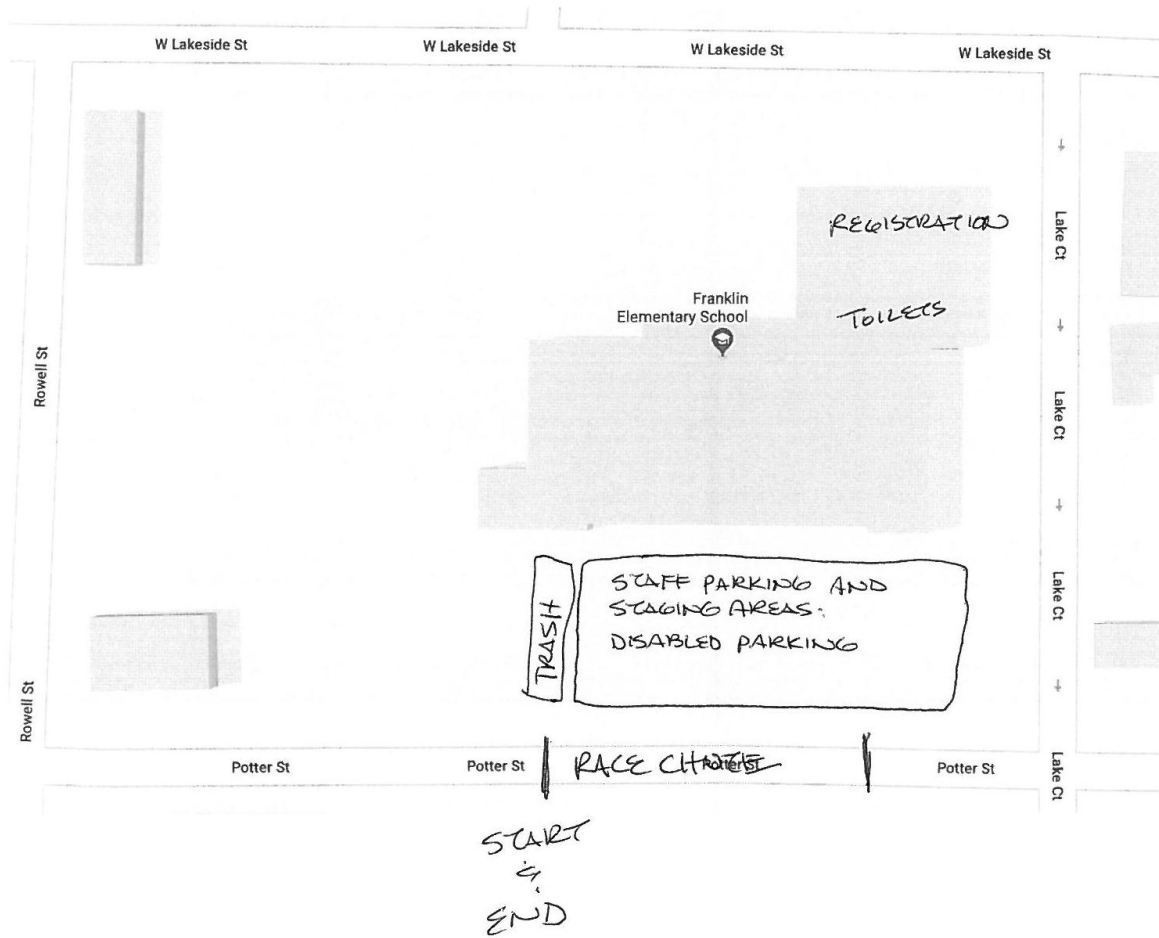 W Lakeside St
W Lakeside St
W Lakeside St
W Lakeside St
REGISTRATION
Lake Ct
Franklin
Elementary School
TOILETS
Rowell St
Lake Ct
STAFF PARKING AND
STAGING AREAS:
DISABLED PARKING
TRASH
Lake Ct
Rowell St
Potter St
Potter St
RACE CHUTE
Potter St
Potter St
Lake Ct
START
&
END